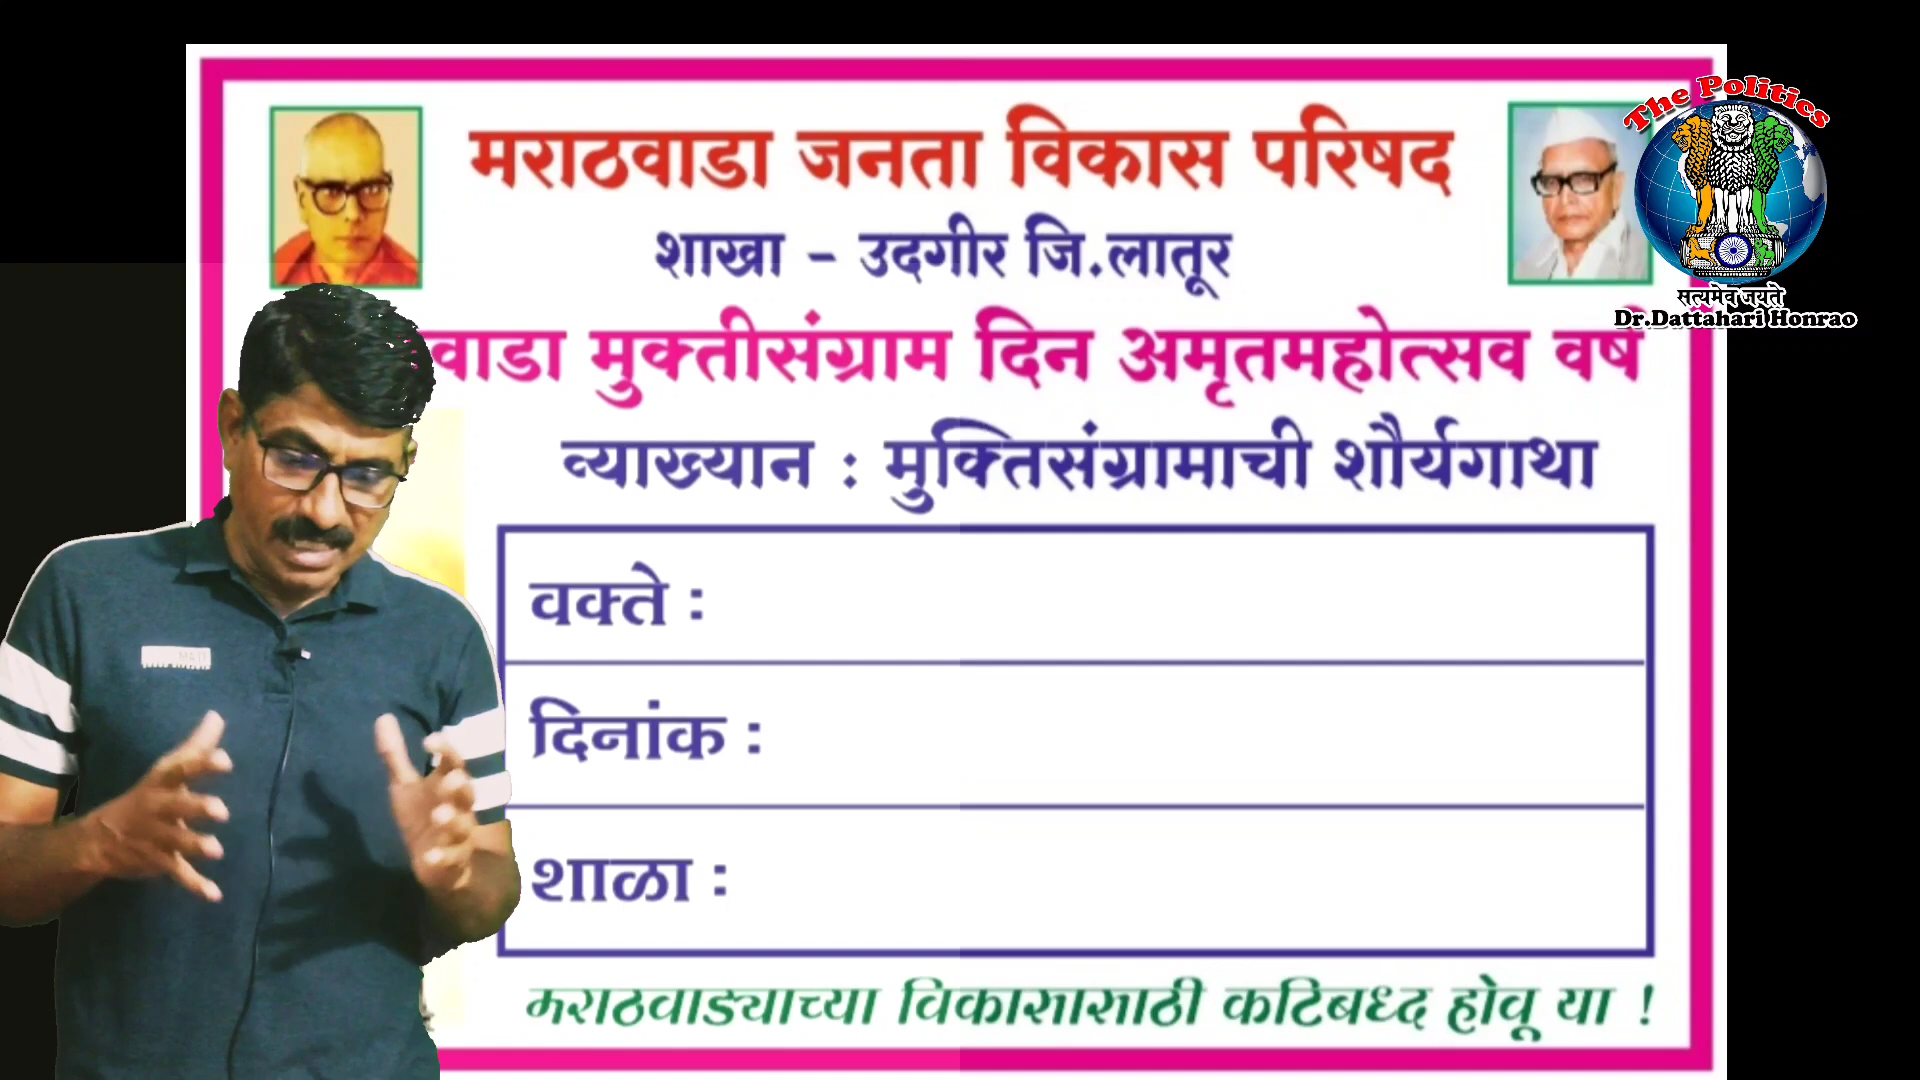 मराठवाडा जनता विकास परिषद
शाखा - उदगीर जि.लातूर
वाडा मुक्तीसंग्राम दिन अमृतमहोत्सव वर्ष
व्याख्यान : मुक्तिसंग्रामाची शौर्यगाथा
वक्ते :
दिनांक :
शाळा :
मराठवाड्याच्या विकासासाठी कटिबध्द होवू या !
The Politics
सत्यमेव जयते
Dr.Dattahari Honrao